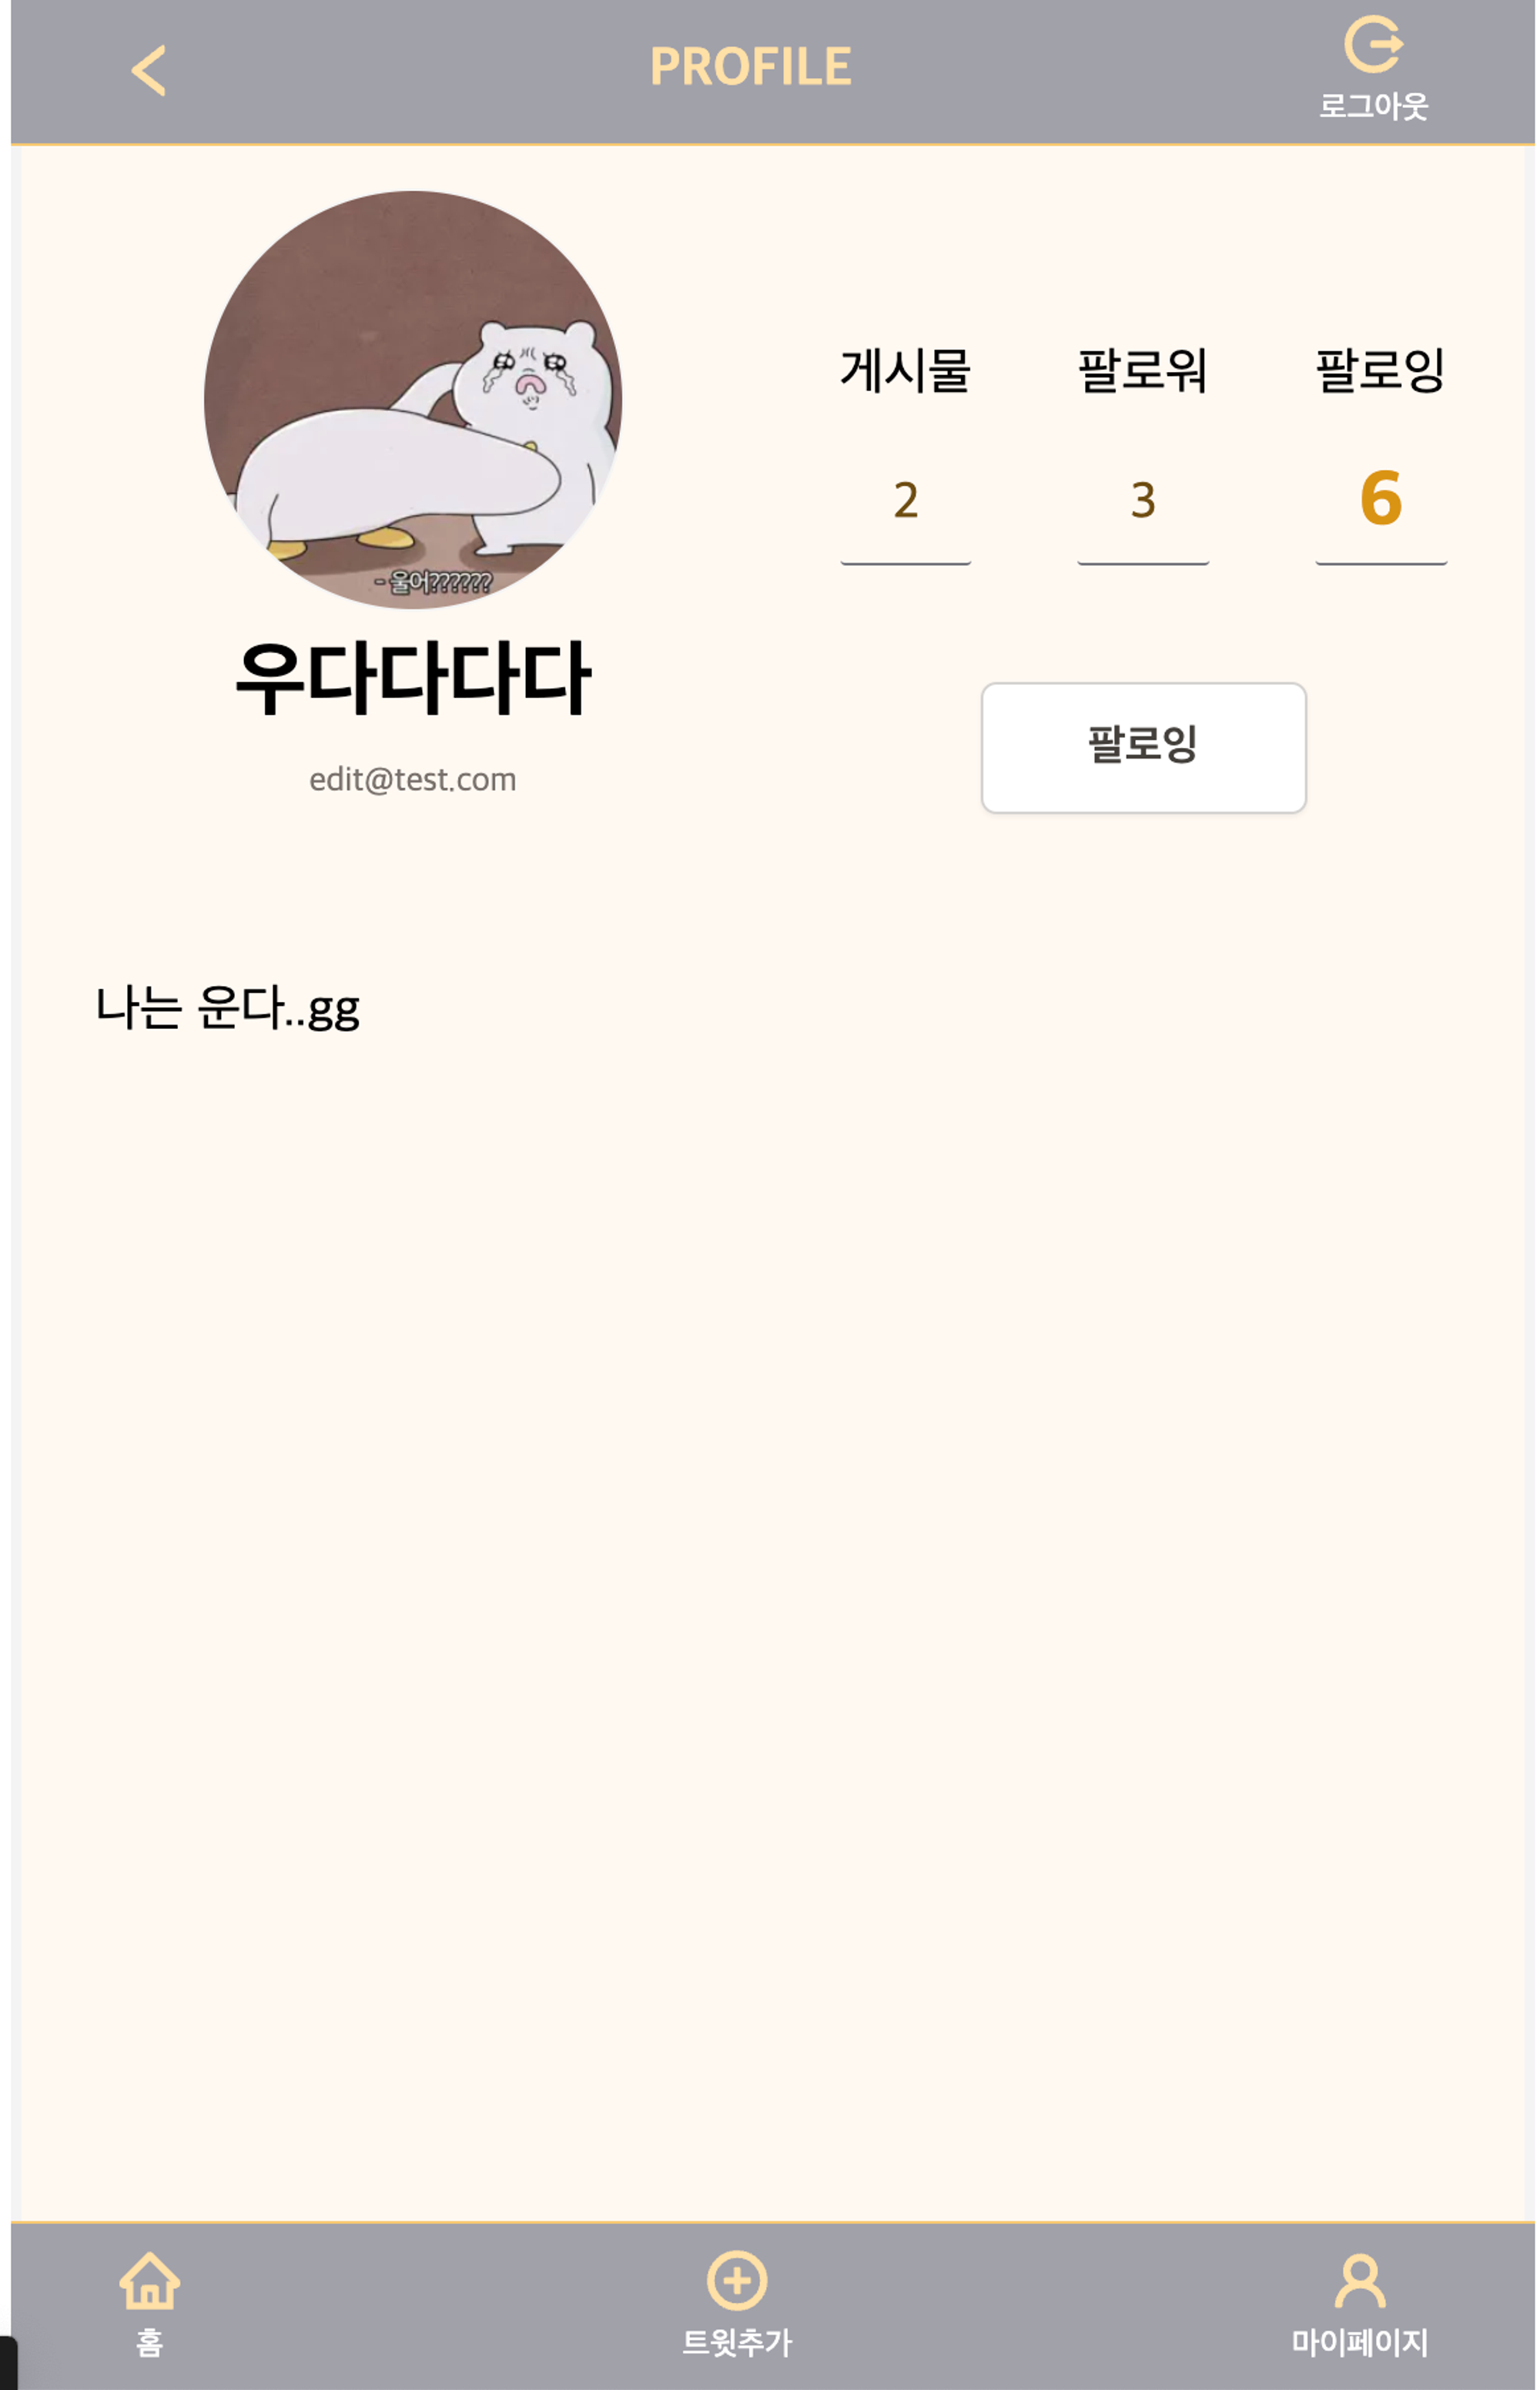 PROFILE
로그아웃
- 울어??????
우다다다다
edit@test.com
게시물 팔로워 팔로잉
2 3 6
팔로잉
나는 운다..gg
홈 트윗추가 마이페이지